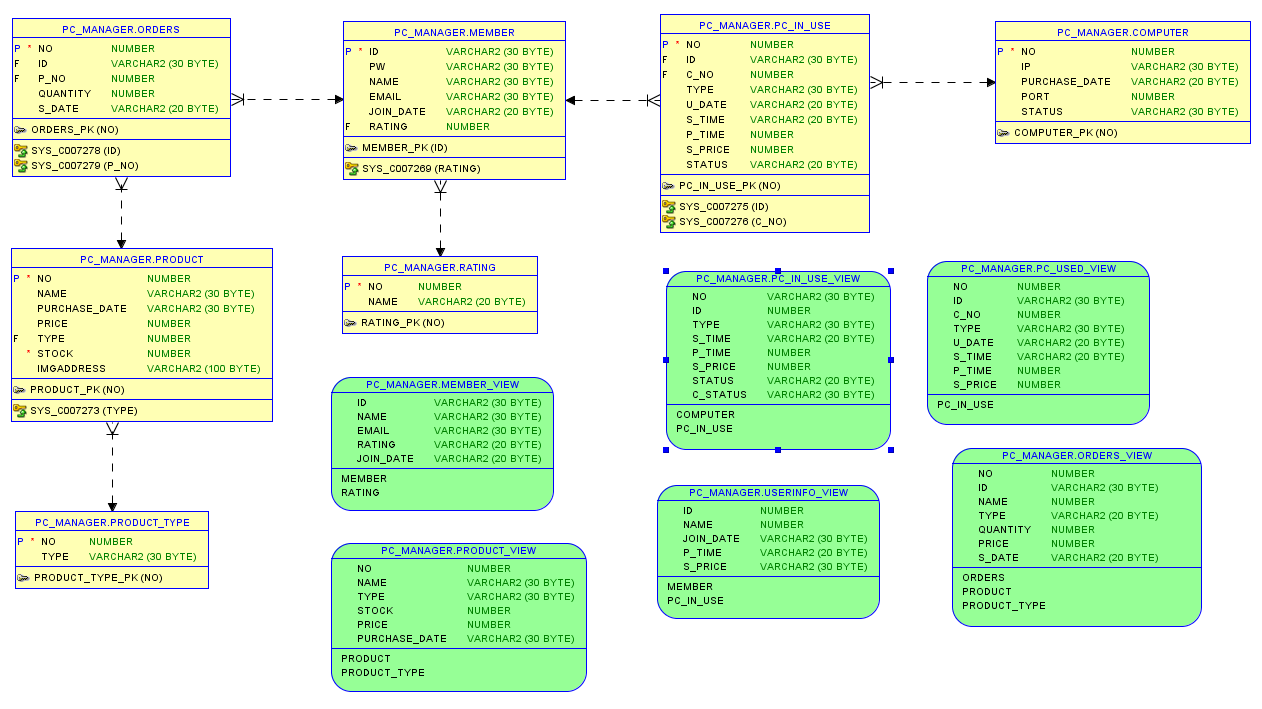 PC_MANAGER.ORDERS
P * NO NUMBER
F ID VARCHAR2 (30 BYTE)
F P_NO NUMBER
QUANTITY NUMBER
S_DATE VARCHAR2 (20 BYTE)
ORDERS_PK (NO)
SYS_C007278 (ID)
SYS_C007279 (P_NO)
PC_MANAGER.MEMBER
P * ID VARCHAR2 (30 BYTE)
PW VARCHAR2 (30 BYTE)
NAME VARCHAR2 (30 BYTE)
EMAIL VARCHAR2 (30 BYTE)
JOIN_DATE VARCHAR2 (20 BYTE)
F RATING NUMBER
MEMBER_PK (ID)
SYS_C007269 (RATING)
PC_MANAGER.PC_IN_USE
P * NO NUMBER
F ID VARCHAR2 (30 BYTE)
F C_NO NUMBER
TYPE VARCHAR2 (30 BYTE)
U_DATE VARCHAR2 (20 BYTE)
S_TIME VARCHAR2 (20 BYTE)
P_TIME NUMBER
S_PRICE NUMBER
STATUS VARCHAR2 (20 BYTE)
PC_IN_USE_PK (NO)
SYS_C007275 (ID)
SYS_C007276 (C_NO)
PC_MANAGER.COMPUTER
P * NO NUMBER
IP VARCHAR2 (30 BYTE)
PURCHASE_DATE VARCHAR2 (20 BYTE)
PORT NUMBER
STATUS VARCHAR2 (30 BYTE)
COMPUTER_PK (NO)
PC_MANAGER.PRODUCT
P * NO NUMBER
NAME VARCHAR2 (30 BYTE)
PURCHASE_DATE VARCHAR2 (30 BYTE)
PRICE NUMBER
F TYPE NUMBER
* STOCK NUMBER
IMGADDRESS VARCHAR2 (100 BYTE)
PRODUCT_PK (NO)
SYS_C007273 (TYPE)
PC_MANAGER.RATING
P * NO NUMBER
NAME VARCHAR2 (20 BYTE)
RATING_PK (NO)
PC_MANAGER.PC_IN_USE_VIEW
NO VARCHAR2 (30 BYTE)
ID NUMBER
TYPE VARCHAR2 (30 BYTE)
S_TIME VARCHAR2 (30 BYTE)
P_TIME NUMBER
S_PRICE NUMBER
STATUS VARCHAR2 (20 BYTE)
C_STATUS VARCHAR2 (30 BYTE)
COMPUTER
PC_IN_USE
PC_MANAGER.PC_USED_VIEW
NO NUMBER
ID VARCHAR2 (30 BYTE)
C_NO NUMBER
TYPE VARCHAR2 (30 BYTE)
U_DATE VARCHAR2 (20 BYTE)
S_TIME VARCHAR2 (20 BYTE)
P_TIME NUMBER
S_PRICE NUMBER
PC_IN_USE
PC_MANAGER.MEMBER_VIEW
ID VARCHAR2 (30 BYTE)
NAME VARCHAR2 (30 BYTE)
EMAIL VARCHAR2 (30 BYTE)
RATING VARCHAR2 (20 BYTE)
JOIN_DATE VARCHAR2 (20 BYTE)
MEMBER
RATING
PC_MANAGER.ORDERS_VIEW
NO NUMBER
ID VARCHAR2 (30 BYTE)
NAME NUMBER
TYPE VARCHAR2 (20 BYTE)
QUANTITY NUMBER
PRICE NUMBER
S_DATE VARCHAR2 (20 BYTE)
ORDERS
PRODUCT
PRODUCT_TYPE
PC_MANAGER.USERINFO_VIEW
ID NUMBER
NAME NUMBER
JOIN_DATE VARCHAR2 (30 BYTE)
P_TIME VARCHAR2 (20 BYTE)
S_PRICE VARCHAR2 (30 BYTE)
MEMBER
PC_IN_USE
PC_MANAGER.PRODUCT_TYPE
P * NO NUMBER
TYPE VARCHAR2 (30 BYTE)
PRODUCT_TYPE_PK (NO)
PC_MANAGER.PRODUCT_VIEW
NO NUMBER
NAME VARCHAR2 (30 BYTE)
TYPE VARCHAR2 (30 BYTE)
STOCK NUMBER
PRICE NUMBER
PURCHASE_DATE VARCHAR2 (30 BYTE)
PRODUCT
PRODUCT_TYPE